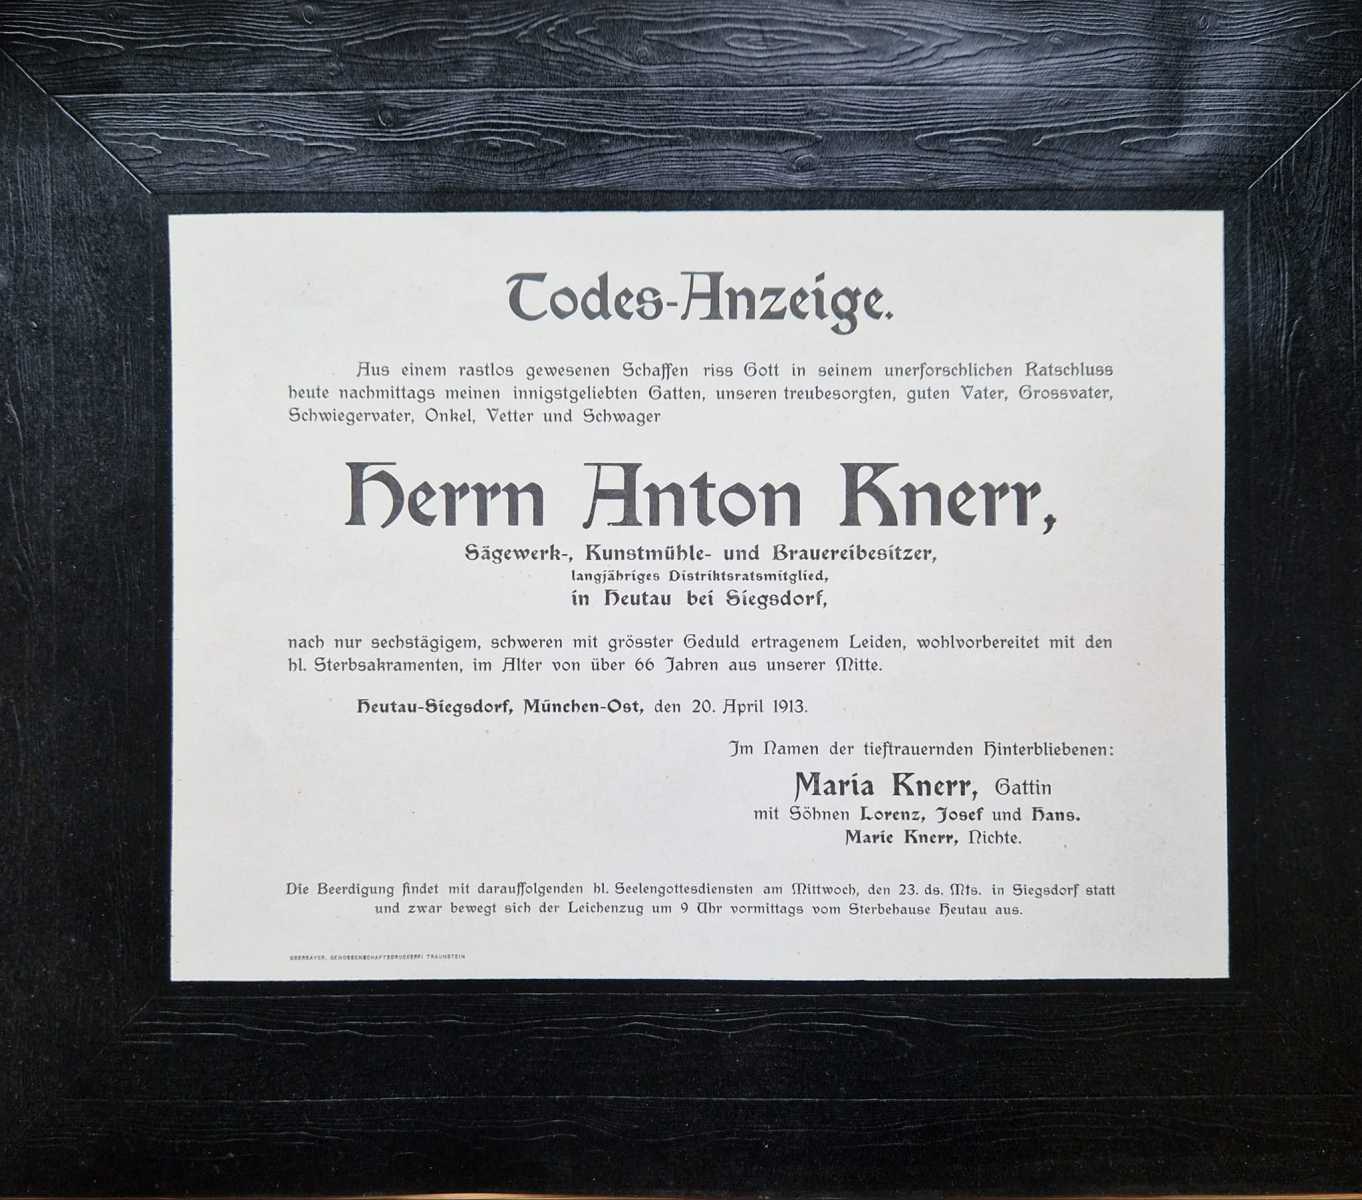 Todes-Anzeige.
Aus einem rastlos gewesenen Schaffen riss Gott in seinem unerforschlichen Ratschluss
heute nachmittags meinen innigstgeliebten Gatten, unseren treubesorgten, guten Vater, Grossvater,
Schwiegervater, Onkel, Vetter und Schwager
Herrn Anton Knerr,
Sägewerk-, Kunstmühle- und Brauereibesitzer,
langjähriges Distriktsratsmitglied,
in Heutau bei Siegsdorf,
nach nur sechstägigem, schweren mit grösster Geduld ertragenem Leiden, wohlvorbereitet mit den
hl. Sterbsakramenten, im Alter von über 66 Jahren aus unserer Mitte.
Heutau-Siegsdorf, München-Ost, den 20. April 1913.
Im Namen der tieftrauernden Hinterbliebenen:
Maria Knerr, Gattin
mit Söhnen Lorenz, Josef und Hans.
Marie Knerr, Nichte.
Die Beerdigung findet mit darauffolgenden hl. Seelengottesdiensten am Mittwoch, den 23. ds. Mts. in Siegsdorf statt
und zwar bewegt sich der Leichenzug um 9 Uhr vormittags vom Sterbehause Heutau aus.
OBERBAYER. GENOSSENSCHAFTSDRUCKEREI TRAUNSTEIN